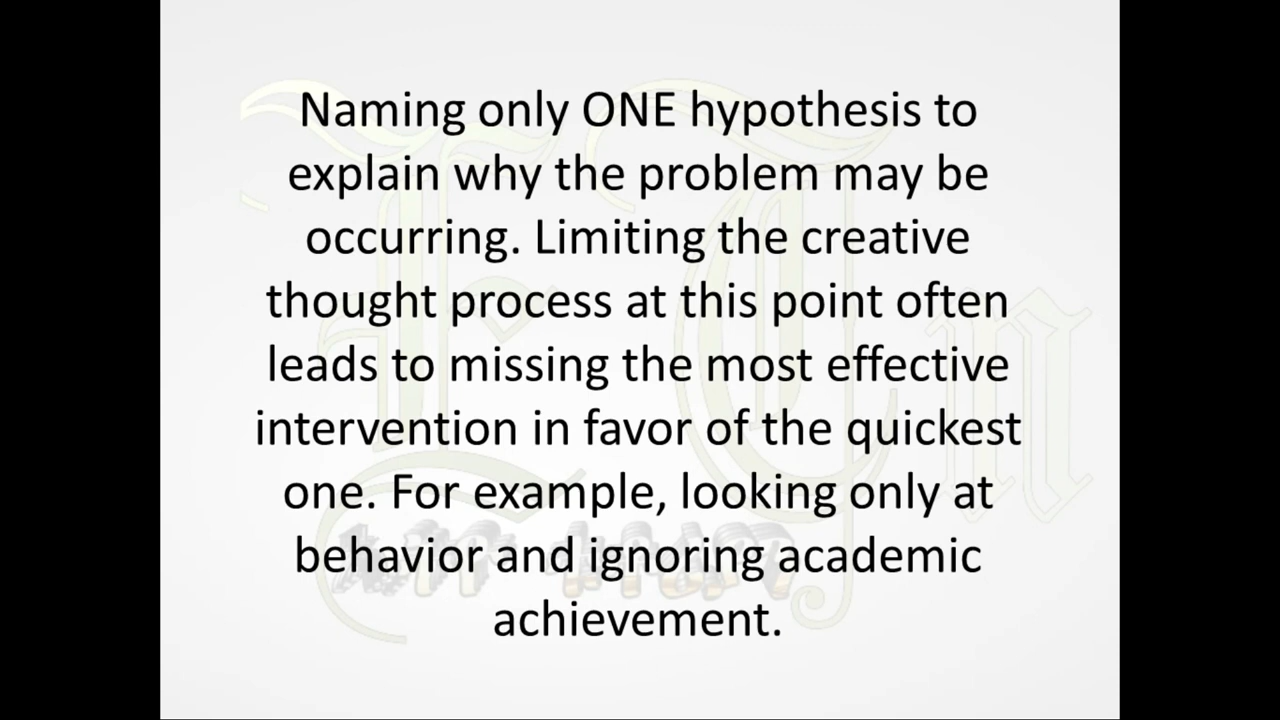 Naming only ONE hypothesis to
explain why the problem may be
occurring. Limiting the creative
thought process at this point often
leads to missing the most effective
intervention in favor of the quickest
one. For example, looking only at
behavior and ignoring academic
achievement.